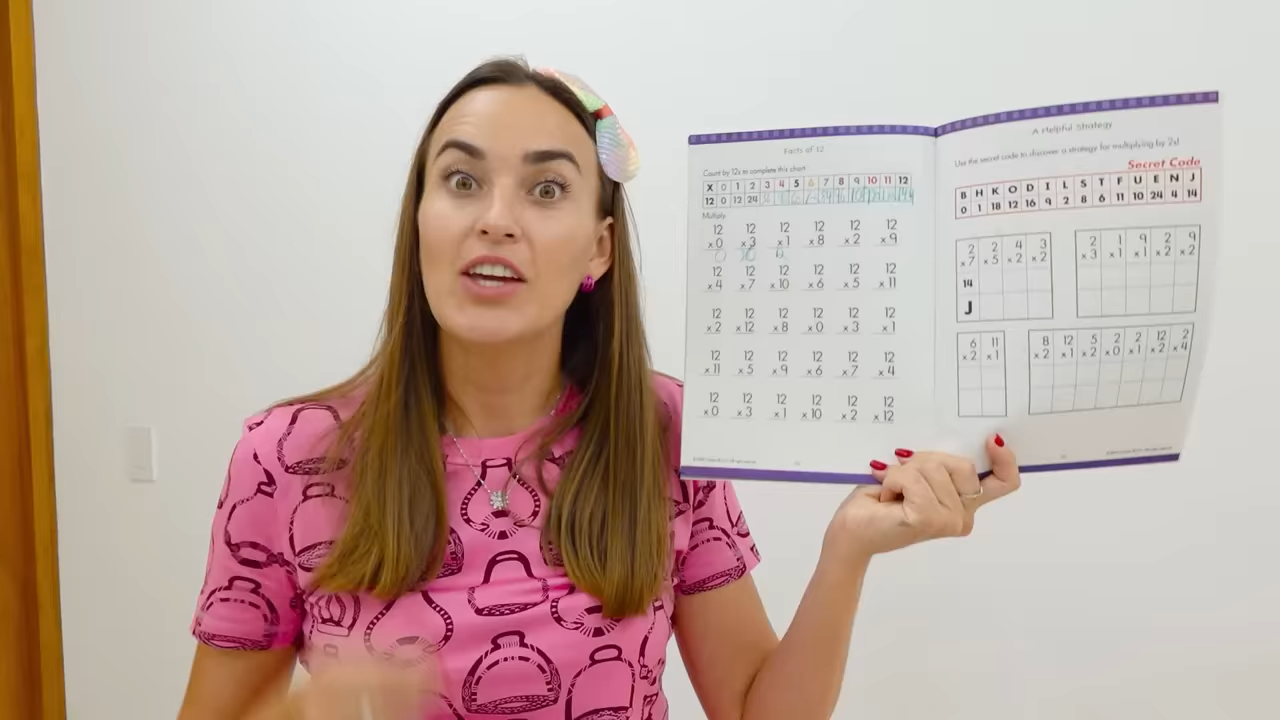 Facts of 12
Count by 12s to complete this chart.
X 0 1 2 3 4 5 6 7 8 9 10 11 12
12 0 12 24
Multiply.
12 12 12 12 12 12
x0 x3 x1 x8 x2 x9
0
12 12 12 12 12 12
x4 x7 x10 x6 x5 x11
12 12 12 12 12 12
x2 x12 x8 x0 x3 x1
12 12 12 12 12 12
x11 x5 x9 x6 x7 x4
12 12 12 12 12 12
x0 x3 x1 x10 x2 x12
A Helpful Strategy
Use the secret code to discover a strategy for multiplying by 2s!
Secret Code
B H K O D I L S T F U E N J
0 1 18 12 16 9 2 8 6 11 10 24 4 14
2 2 4 3
x7 x5 x2 x2
14
J
2 1 9 2 9
x3 x1 x1 x2 x2
6 11
x2 x1
8 12 5 2 2 12 2
x2 x1 x2 x0 x1 x2 x4